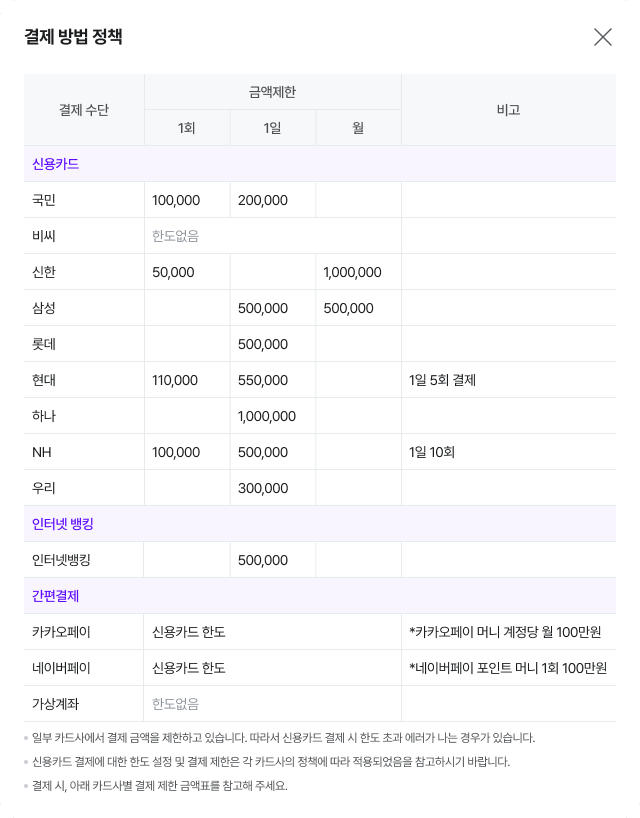 결제 방법 정책
결제 수단 금액제한 비고
1회 1일 월
신용카드
국민 100,000 200,000
비씨 한도없음
신한 50,000 1,000,000
삼성 500,000 500,000
롯데 500,000
현대 110,000 550,000 1일 5회 결제
하나 1,000,000
NH 100,000 500,000 1일 10회
우리 300,000
인터넷 뱅킹
인터넷뱅킹 500,000
간편결제
카카오페이 신용카드 한도 *카카오페이 머니 계정당 월 100만원
네이버페이 신용카드 한도 *네이버페이 포인트 머니 1회 100만원
가상계좌 한도없음
일부 카드사에서 결제 금액을 제한하고 있습니다. 따라서 신용카드 결제 시 한도 초과 에러가 나는 경우가 있습니다.
신용카드 결제에 대한 한도 설정 및 결제 제한은 각 카드사의 정책에 따라 적용되었음을 참고하시기 바랍니다.
결제 시, 아래 카드사별 결제 제한 금액표를 참고해 주세요.